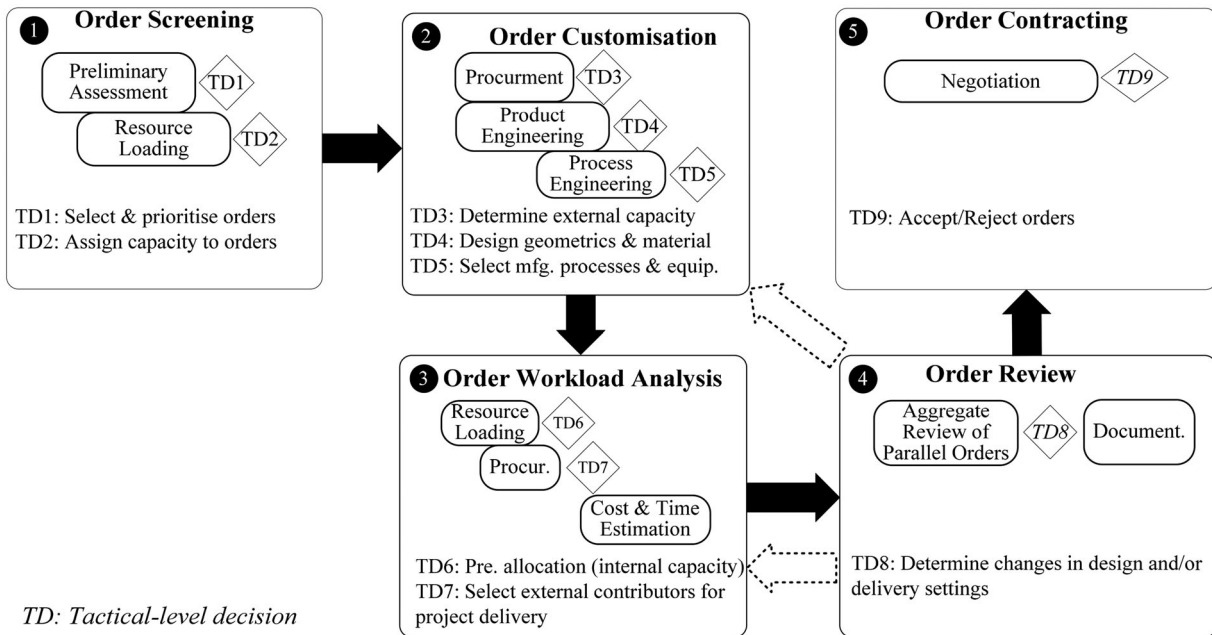 1
Order Screening
Preliminary
Assessment
TD1
Resource
Loading
TD2
TD1: Select & prioritise orders
TD2: Assign capacity to orders
2
Order Customisation
Procurment
TD3
Product
Engineering
TD4
Process
Engineering
TD5
TD3: Determine external capacity
TD4: Design geometrics & material
TD5: Select mfg. processes & equip.
3
Order Workload Analysis
Resource
Loading
TD6
Procur.
TD7
Cost & Time
Estimation
TD6: Pre. allocation (internal capacity)
TD7: Select external contributors for
project delivery
4
Order Review
Aggregate
Review of
Parallel Orders
TD8
Document.
TD8: Determine changes in design and/or
delivery settings
5
Order Contracting
Negotiation
TD9
TD9: Accept/Reject orders
TD: Tactical-level decision